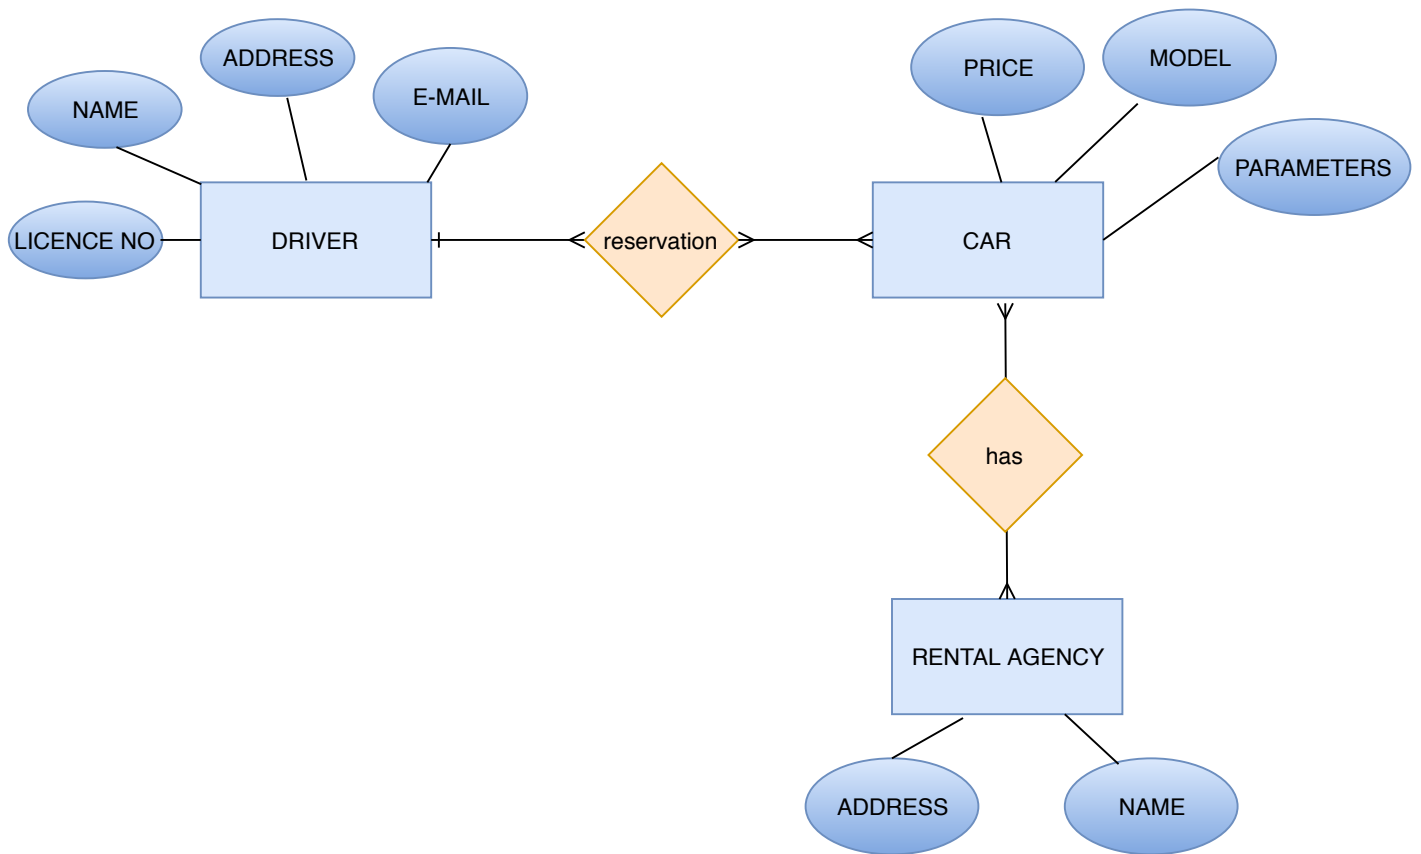 ADDRESS
PRICE
MODEL
NAME
E-MAIL
PARAMETERS
LICENCE NO
DRIVER
reservation
CAR
has
RENTAL AGENCY
ADDRESS
NAME